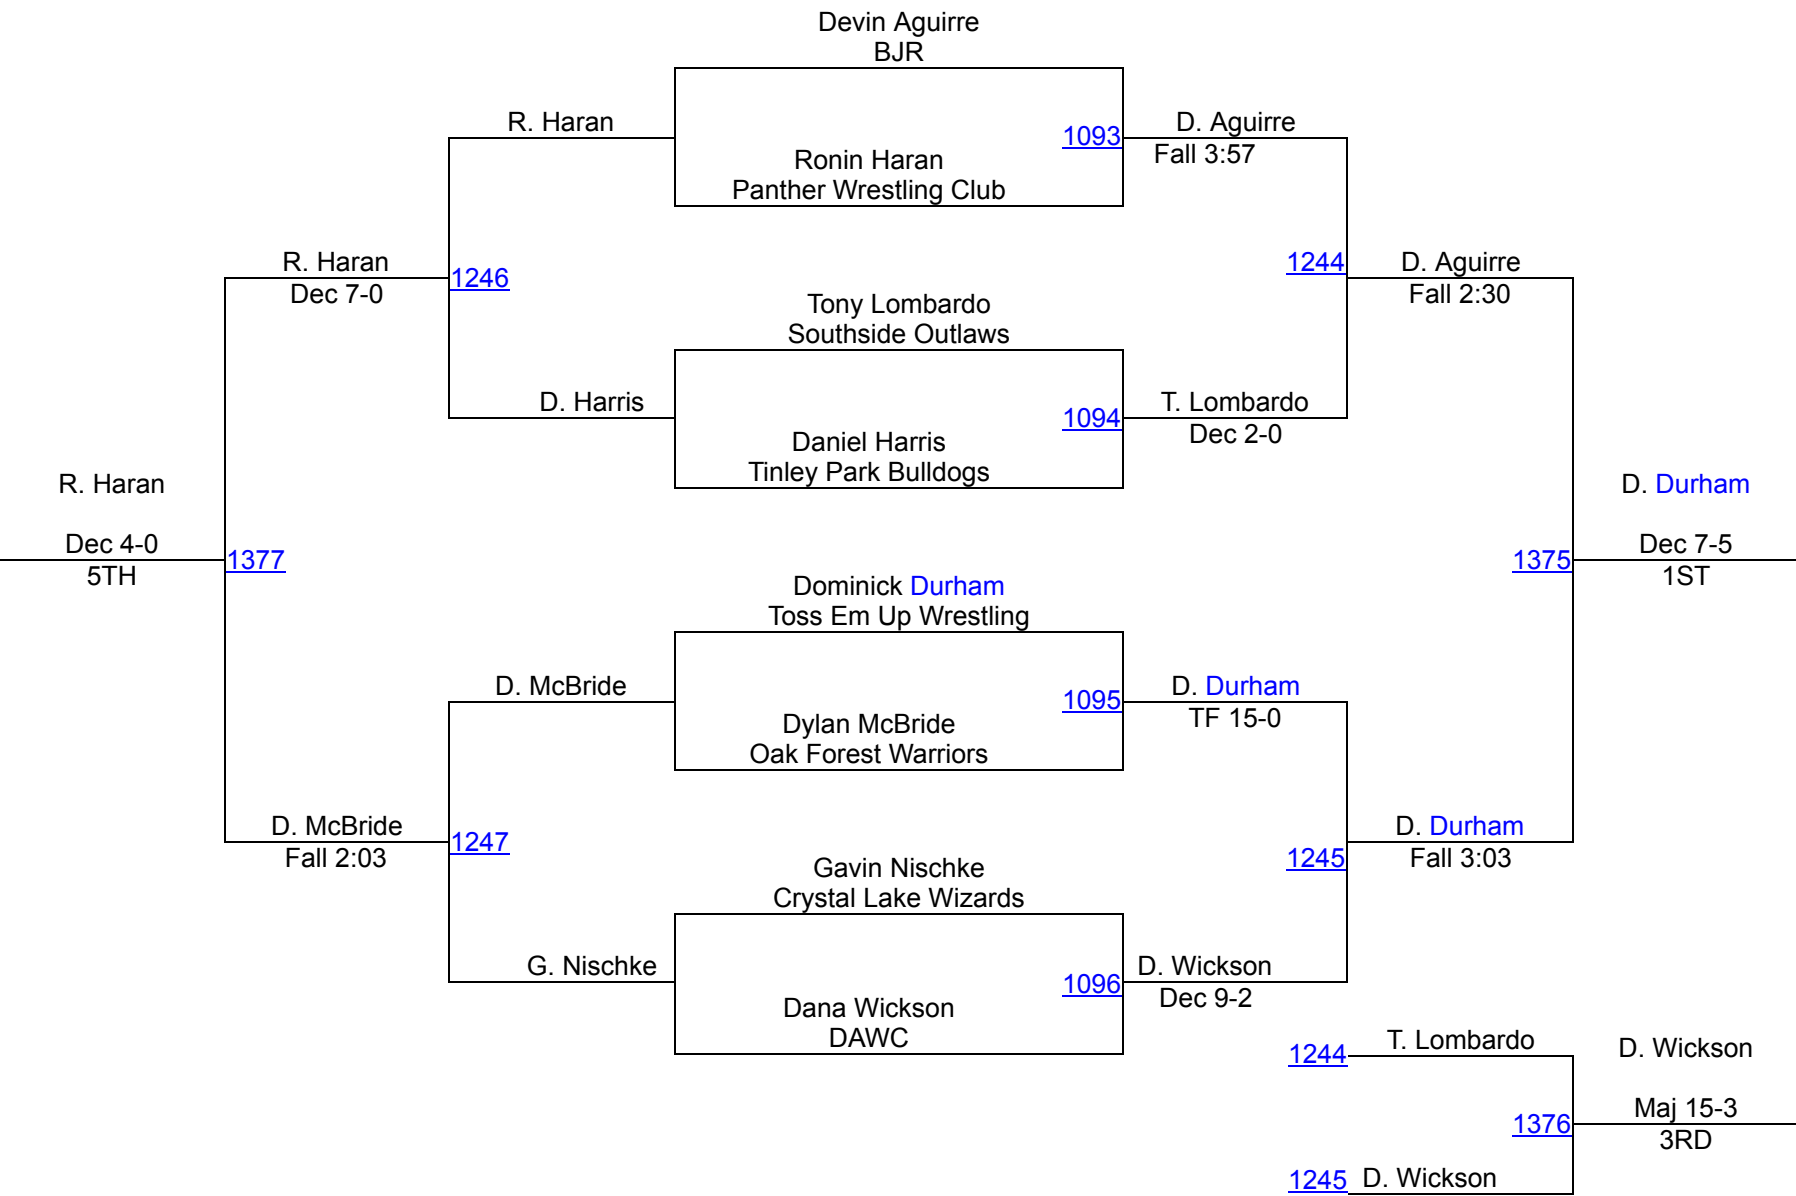 Devin Aguirre
BJR
R. Haran
1093
D. Aguirre
Fall 3:57
Ronin Haran
Panther Wrestling Club
R. Haran
Dec 7-0
1246
1244
D. Aguirre
Fall 2:30
Tony Lombardo
Southside Outlaws
D. Harris
1094
T. Lombardo
Dec 2-0
Daniel Harris
Tinley Park Bulldogs
R. Haran
Dec 4-0
5TH
1377
D. Durham
1375
Dec 7-5
1ST
Dominick Durham
Toss Em Up Wrestling
D. McBride
1095
D. Durham
TF 15-0
Dylan McBride
Oak Forest Warriors
D. McBride
Fall 2:03
1247
1245
D. Durham
Fall 3:03
Gavin Nischke
Crystal Lake Wizards
G. Nischke
1096
D. Wickson
Dec 9-2
Dana Wickson
DAWC
1244
T. Lombardo
D. Wickson
1376
Maj 15-3
3RD
1245
D. Wickson